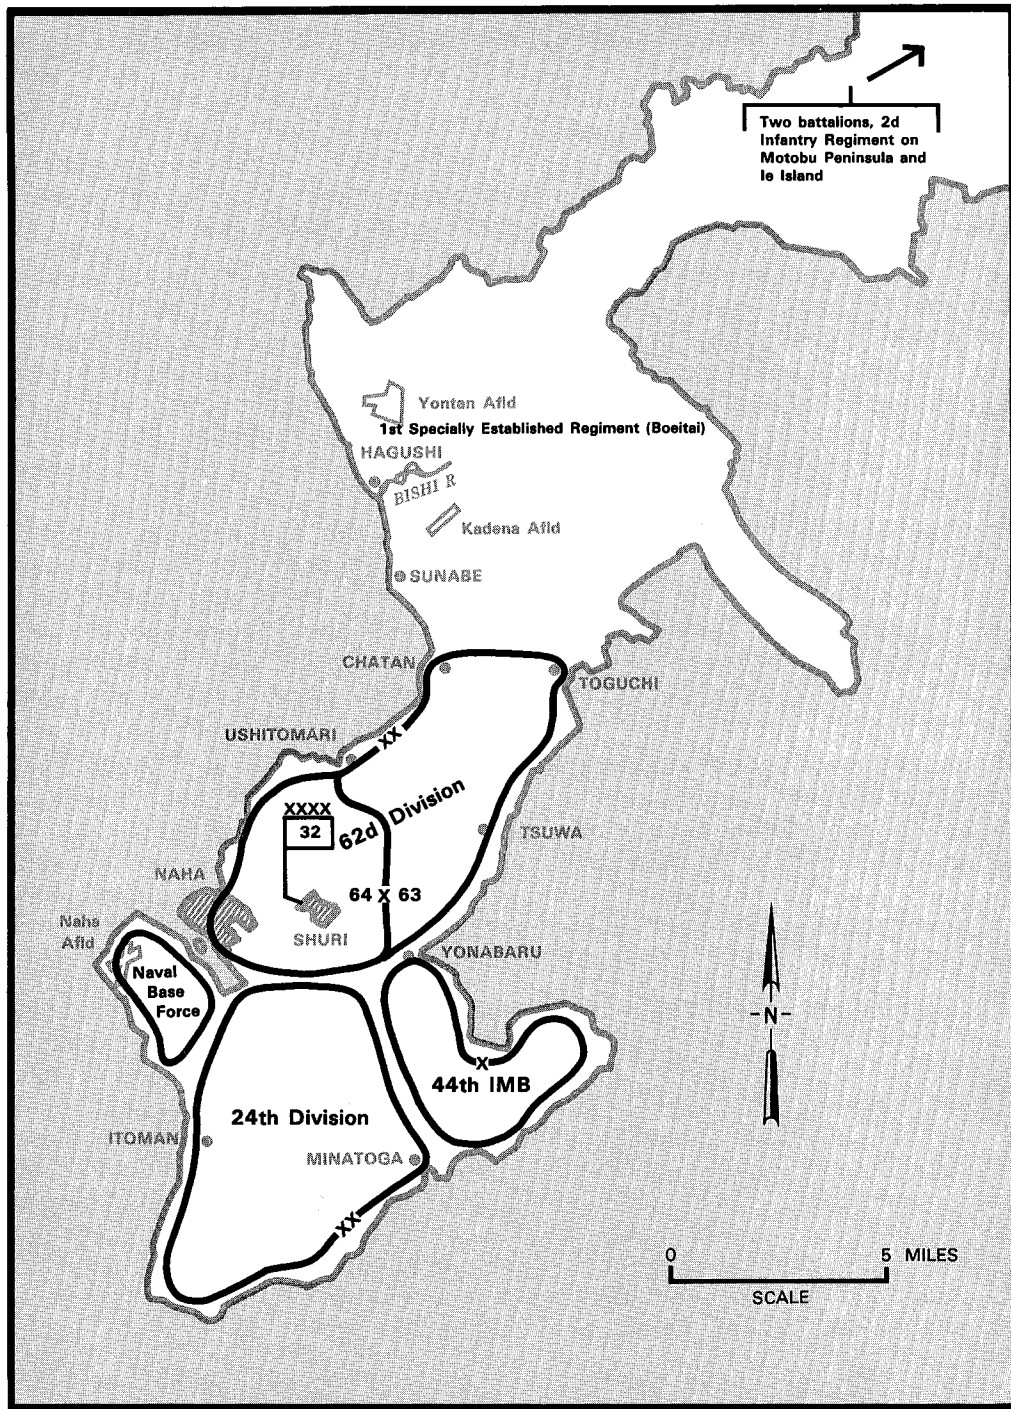 Two battalions, 2d
Infantry Regiment on
Motobu Peninsula and
Ie Island
Yontan Afld
1st Specially Established Regiment (Boeitai)
HAGUSHI
BISHI R
Kadena Afld
SUNABE
CHATAN
TOGUCHI
USHITOMARI
XX
62d Division
XXXX
32
TSUWA
NAHA
64 X 63
SHURI
Naha
Afld
YONABARU
Naval
Base
Force
-N-
X
44th IMB
24th Division
ITOMAN
MINATOGA
XX
0 5 MILES
SCALE